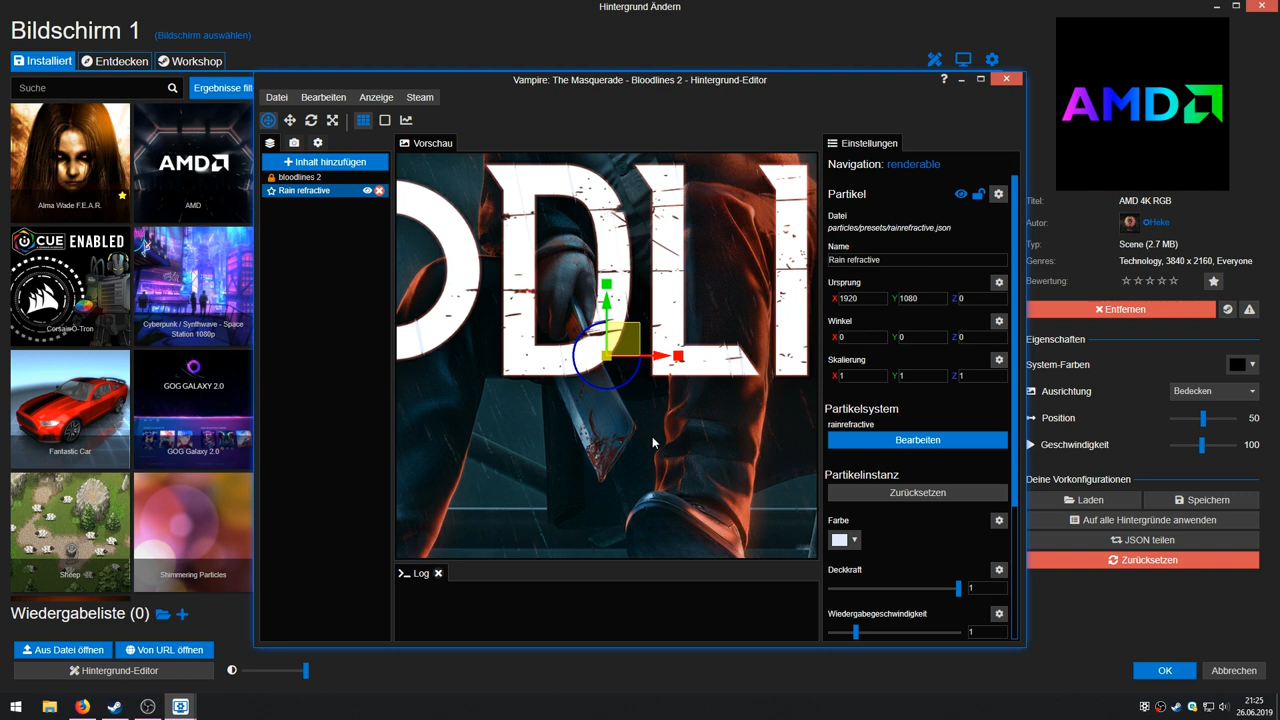 Hintergrund Ändern
Bildschirm 1 (Bildschirm auswählen)
Installiert Entdecken Workshop
Suche
Ergebnisse filt
Alma Wade F.E.A.R.
AMD
AMD
CUE ENABLED
Corsair O-Tron
Cyberpunk / Synthwave - Space Station 1080p
Fantastic Car
GOG GALAXY 2.0
GOG GALAXY 2.0
Sheep
Shimmering Particles
Wiedergabeliste (0)
Aus Datei öffnen Von URL öffnen
Hintergrund-Editor
Vampire: The Masquerade - Bloodlines 2 - Hintergrund-Editor
?
Datei Bearbeiten Anzeige Steam
Inhalt hinzufügen
bloodlines 2
Rain refractive
Vorschau
ODLI
Log
Einstellungen
Navigation: renderable
Partikel
Datei
particles/presets/rainrefractive.json
Name
Rain refractive
Ursprung
X 1920 Y 1080 Z 0
Winkel
X 0 Y 0 Z 0
Skalierung
X 1 Y 1 Z 1
Partikelsystem
rainrefractive
Bearbeiten
Partikelinstanz
Zurücksetzen
Farbe
Deckkraft
1
Wiedergabegeschwindigkeit
1
AMD
Titel: AMD 4K RGB
Autor: Heke
Typ: Scene (2.7 MB)
Genres: Technology, 3840 x 2160, Everyone
Bewertung:
Entfernen
Eigenschaften
System-Farben
Ausrichtung Bedecken
Position 50
Geschwindigkeit 100
Deine Vorkonfigurationen
Laden Speichern
Auf alle Hintergründe anwenden
JSON teilen
Zurücksetzen
OK Abbrechen
21:25
26.06.2019